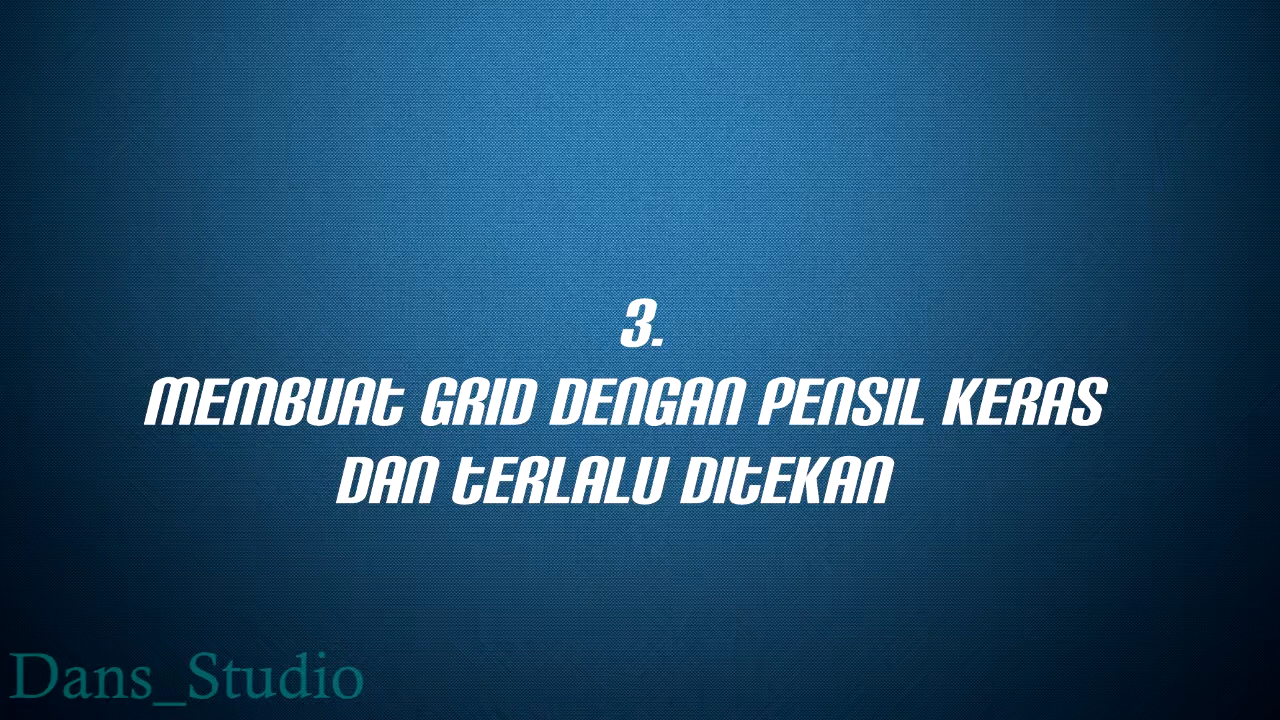 3.
MEMBUAt GRID DENGAN PENSIL KERAS
DAN tERLALU DItEKAN
Dans_Studio